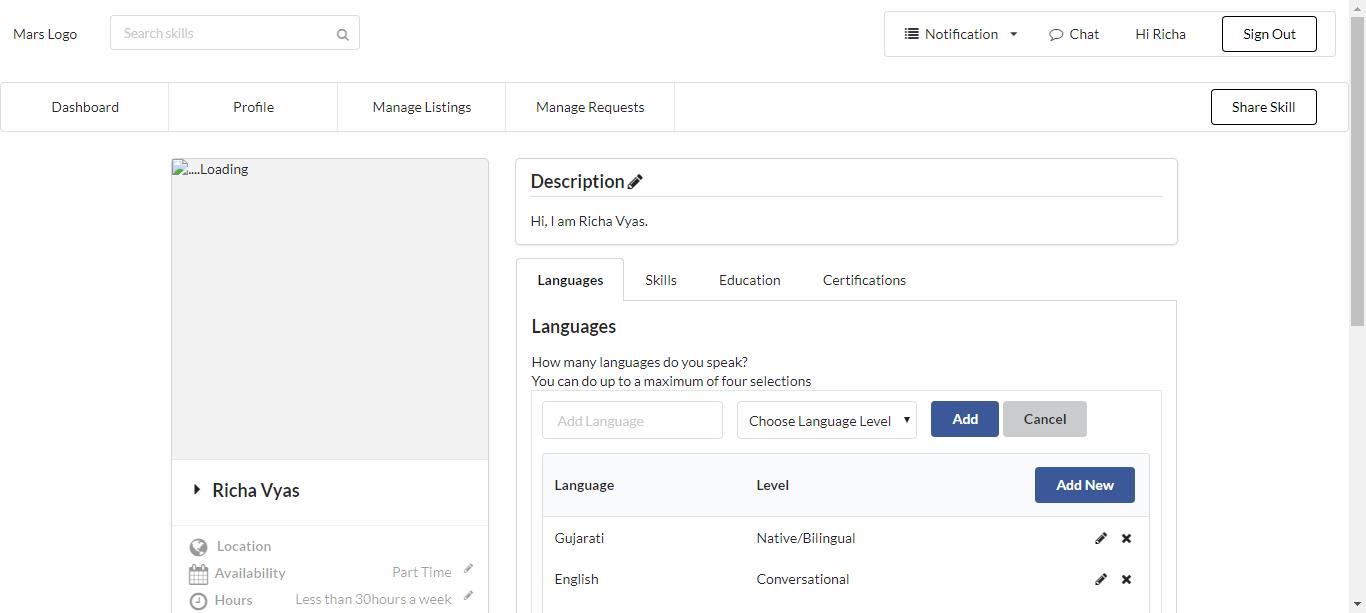 Mars Logo
Search skills
Notification
Chat
Hi Richa
Sign Out
Dashboard
Profile
Manage Listings
Manage Requests
Share Skill
....Loading
Richa Vyas
Location
Availability
Part Time
Hours
Less than 30hours a week
Description
Hi, I am Richa Vyas.
Languages
Skills
Education
Certifications
Languages
How many languages do you speak?
You can do up to a maximum of four selections
Add Language
Choose Language Level
Add
Cancel
Language
Level
Add New
Gujarati
Native/Bilingual
English
Conversational